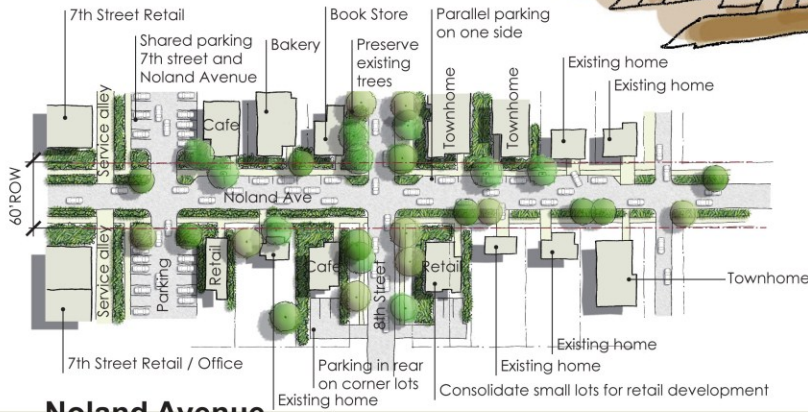 7th Street Retail
Shared parking
7th street and
Noland Avenue
Bakery
Book Store
Preserve
existing
trees
Parallel parking
on one side
Existing home
Existing home
Service alley
Cafe
Townhome
Townhome
60'ROW
Noland Ave
Service alley
Parking
Retail
Cafe
8th Street
Retail
Townhome
7th Street Retail / Office
Existing home
Parking in rear
on corner lots
Existing home
Existing home
Consolidate small lots for retail development
Noland Avenue